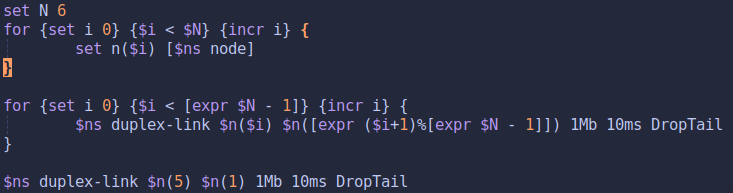 set N 6
for {set i 0} {$i < $N} {incr i} {
        set n($i) [$ns node]
}

for {set i 0} {$i < [expr $N - 1]} {incr i} {
        $ns duplex-link $n($i) $n([expr ($i+1)%[expr $N - 1]]) 1Mb 10ms DropTail
}

$ns duplex-link $n(5) $n(1) 1Mb 10ms DropTail